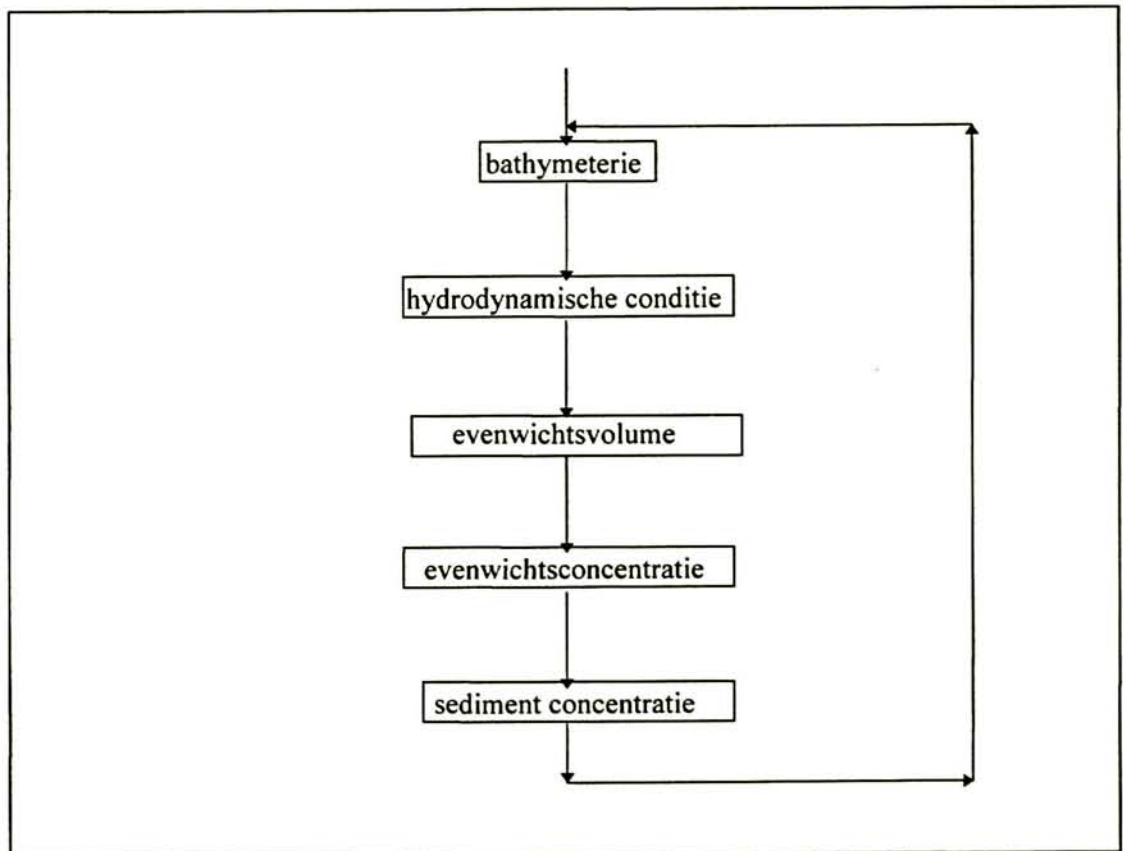 bathymeterie
hydrodynamische conditie
evenwichtsvolume
evenwichtsconcentratie
sediment concentratie